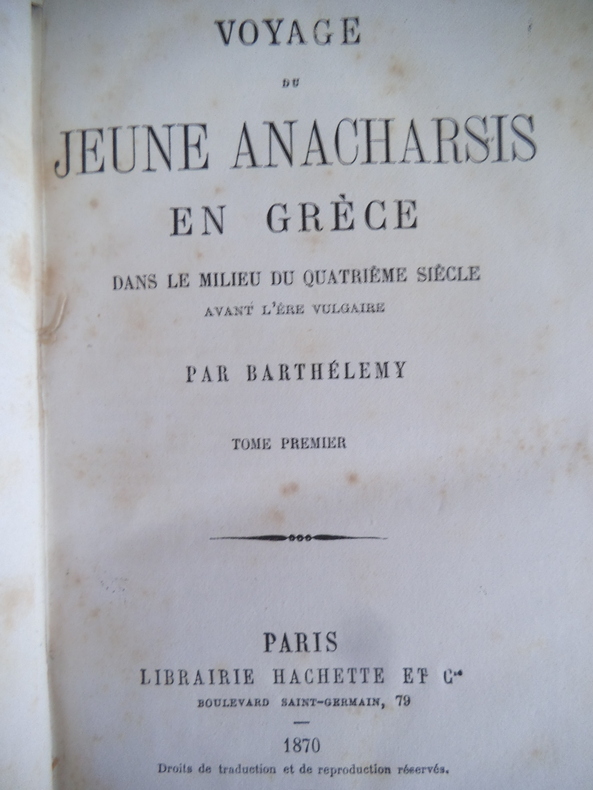 VOYAGE
DU
JEUNE ANACHARSIS
EN GRÈCE
DANS LE MILIEU DU QUATRIÈME SIÈCLE
AVANT L'ÈRE VULGAIRE
PAR BARTHÉLEMY
TOME PREMIER
PARIS
LIBRAIRIE HACHETTE ET Cie
BOULEVARD SAINT-GERMAIN, 79
1870
Droits de traduction et de reproduction réservés.